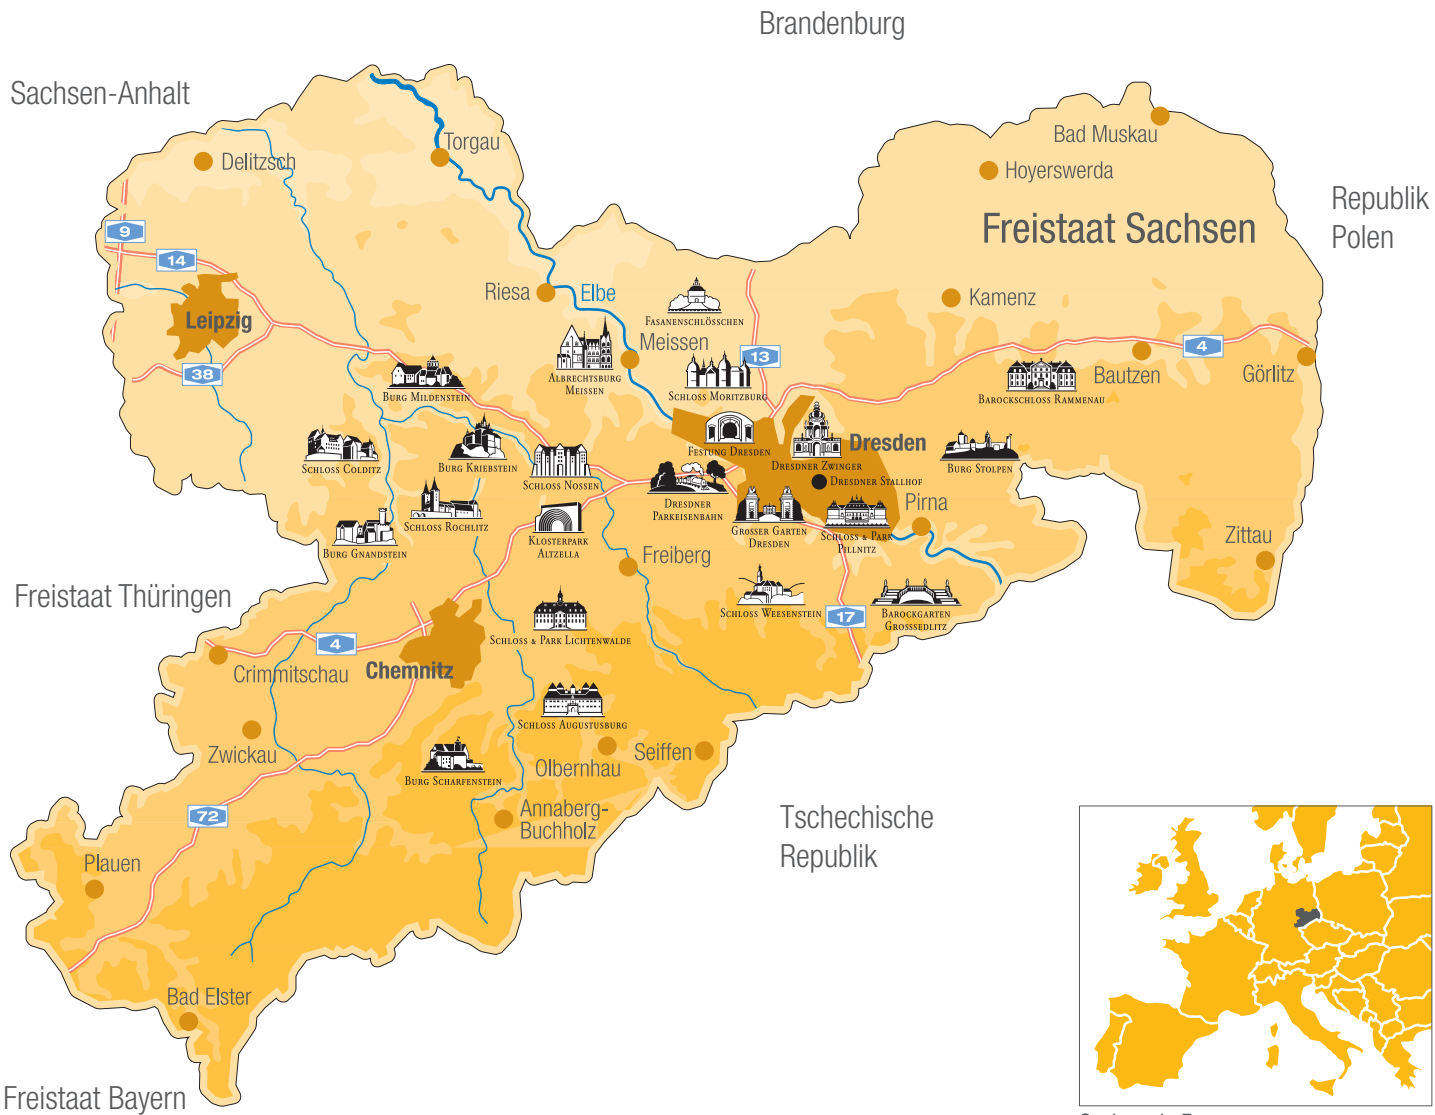 Brandenburg
Sachsen-Anhalt
Torgau
Delitzsch
Bad Muskau
Hoyerswerda
Republik
Polen
Freistaat Sachsen
9
14
Riesa
Elbe
Kamenz
Fasanenschlösschen
Leipzig
Meissen
13
4
38
Bautzen
Görlitz
Albrechtsburg
Meissen
Burg Mildenstein
Schloss Moritzburg
Barockschloss Rammenau
Festung Dresden
Dresden
Dresdner Zwinger
Schloss Colditz
Burg Kriebstein
Burg Stolpen
Schloss Nossen
Dresdner Stallhof
Dresdner
Parkeisenbahn
Pirna
Schloss Rochlitz
Grosser Garten
Dresden
Schloss & Park
Pillnitz
Klosterpark
Altzella
Burg Gnandstein
Freiberg
Zittau
Freistaat Thüringen
Schloss Weesenstein
17
Barockgarten
Grosssedlitz
4
Schloss & Park Lichtenwalde
Crimmitschau
Chemnitz
Schloss Augustusburg
Zwickau
Olbernhau
Seiffen
Burg Scharfenstein
72
Annaberg-
Buchholz
Tschechische
Republik
Plauen
Bad Elster
Freistaat Bayern